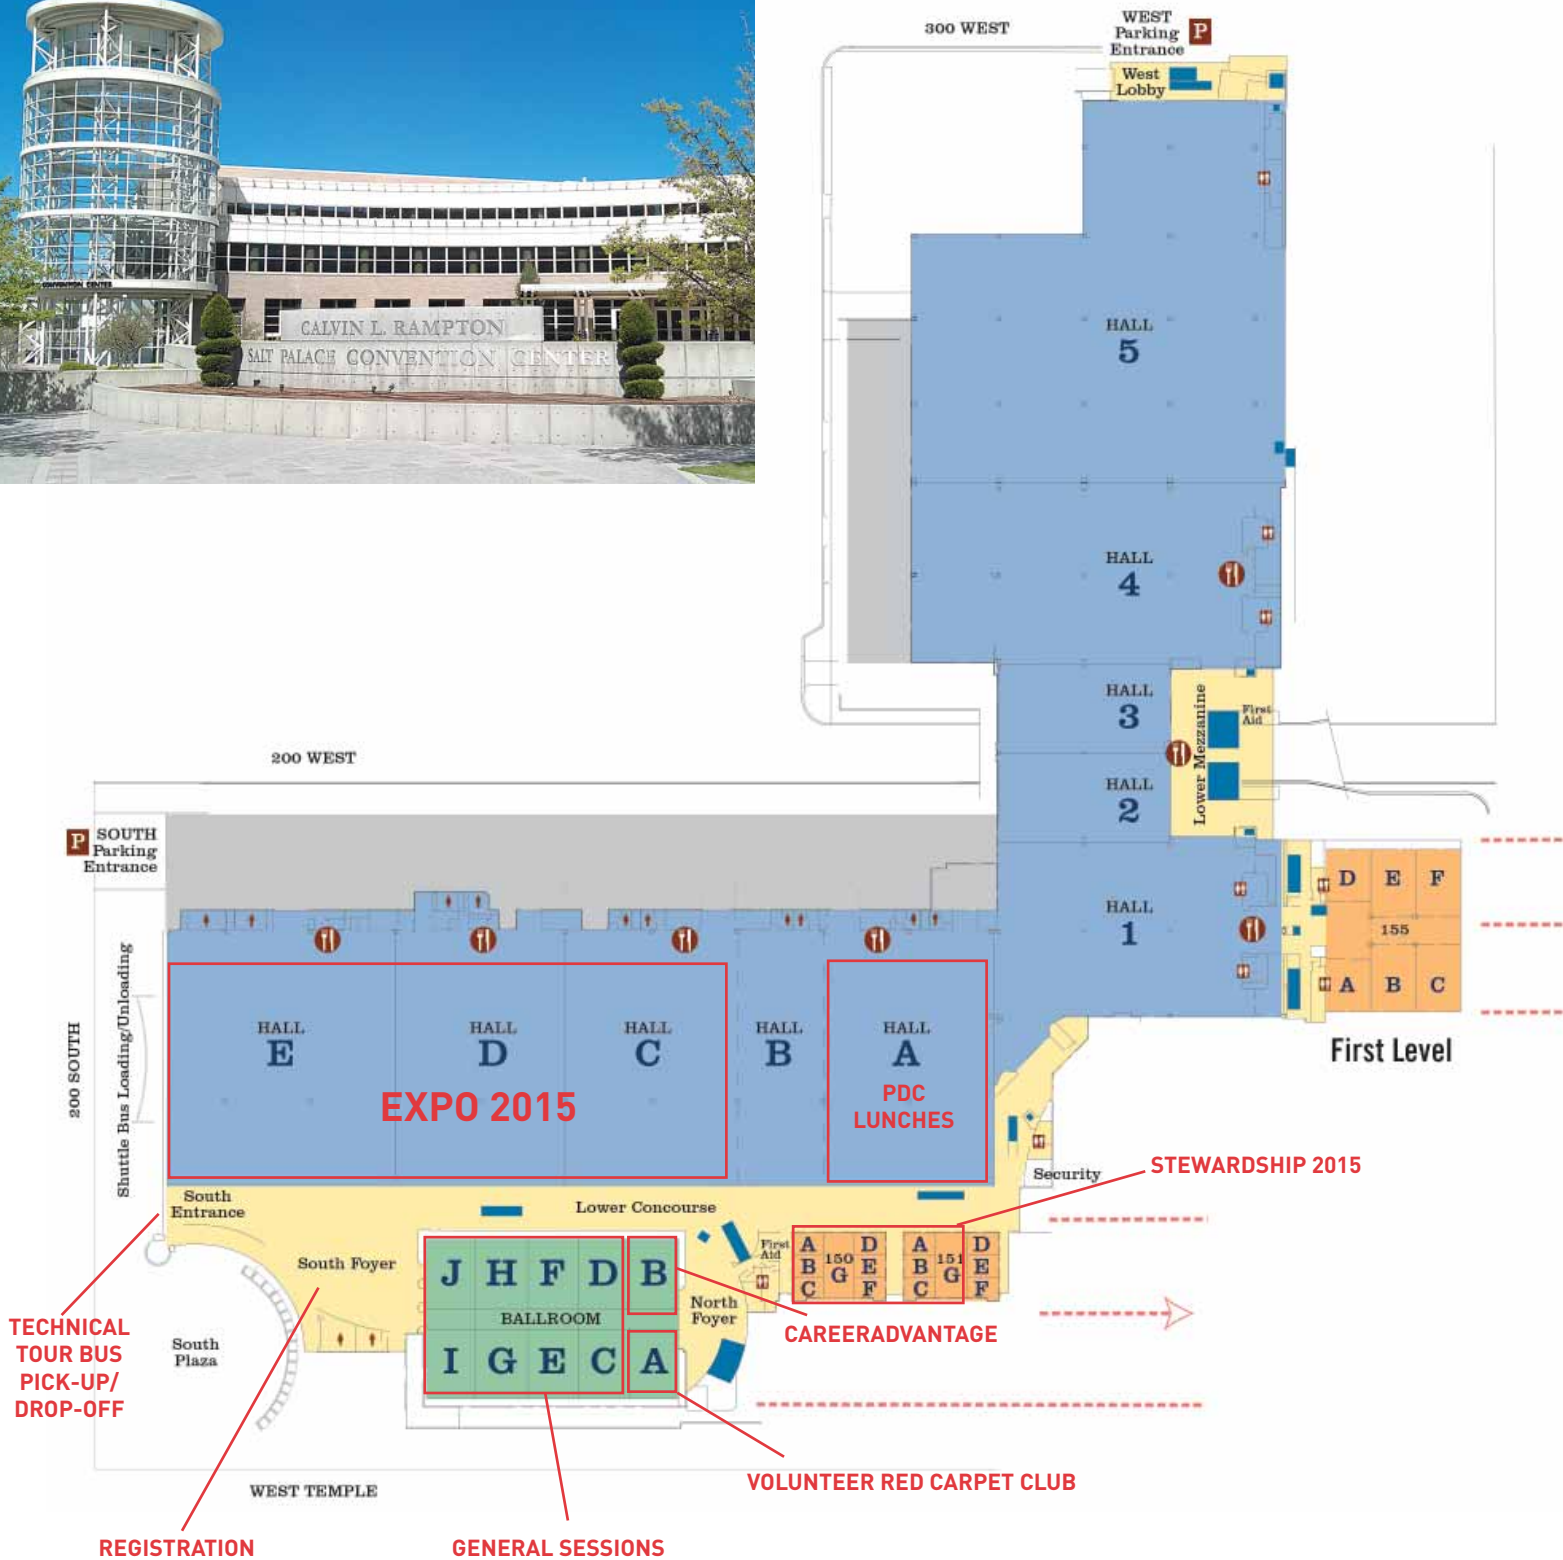 CONVENTION CENTER
CALVIN L. RAMPTON
SALT PALACE CONVENTION CENTER
300 WEST
WEST
Parking
Entrance
P
West
Lobby
HALL
5
HALL
4
HALL
3
First
Aid
Lower Mezzanine
HALL
2
200 WEST
P
SOUTH
Parking
Entrance
HALL
1
D E F
155
A B C
First Level
200 SOUTH
Shuttle Bus Loading/Unloading
HALL
E
HALL
D
HALL
C
HALL
B
HALL
A
EXPO 2015
PDC
LUNCHES
Security
STEWARDSHIP 2015
South
Entrance
Lower Concourse
South Foyer
J H F D B
BALLROOM
I G E C A
First
Aid
A
B
C
150
G
D
E
F
A
B
C
151
G
D
E
F
North
Foyer
CAREERADVANTAGE
TECHNICAL
TOUR BUS
PICK-UP/
DROP-OFF
South
Plaza
VOLUNTEER RED CARPET CLUB
WEST TEMPLE
REGISTRATION
GENERAL SESSIONS